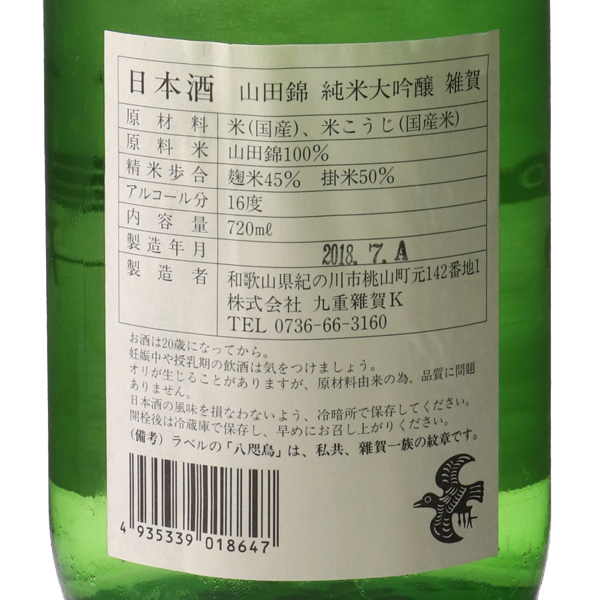 日本酒 山田錦 純米大吟醸 雑賀
原材料 米(国産)、米こうじ(国産米)
原料米 山田錦100%
精米歩合 麹米45% 掛米50%
アルコール分 16度
内容量 720ml
製造年月 2018. 7. A
製造者 和歌山県紀の川市桃山町元142番地1
株式会社 九重雜賀K
TEL 0736-66-3160
お酒は20歳になってから。
妊娠中や授乳期の飲酒は気をつけましょう。
オリが生じることがありますが、原材料由来の為、品質に問題
ありません。
日本酒の風味を損なわないよう、冷暗所で保存してください。
開栓後は冷蔵庫で保存し、早めにお召し上がりください。
(備考) ラベルの「八咫烏」は、私共、雜賀一族の紋章です。
4 935339 018647